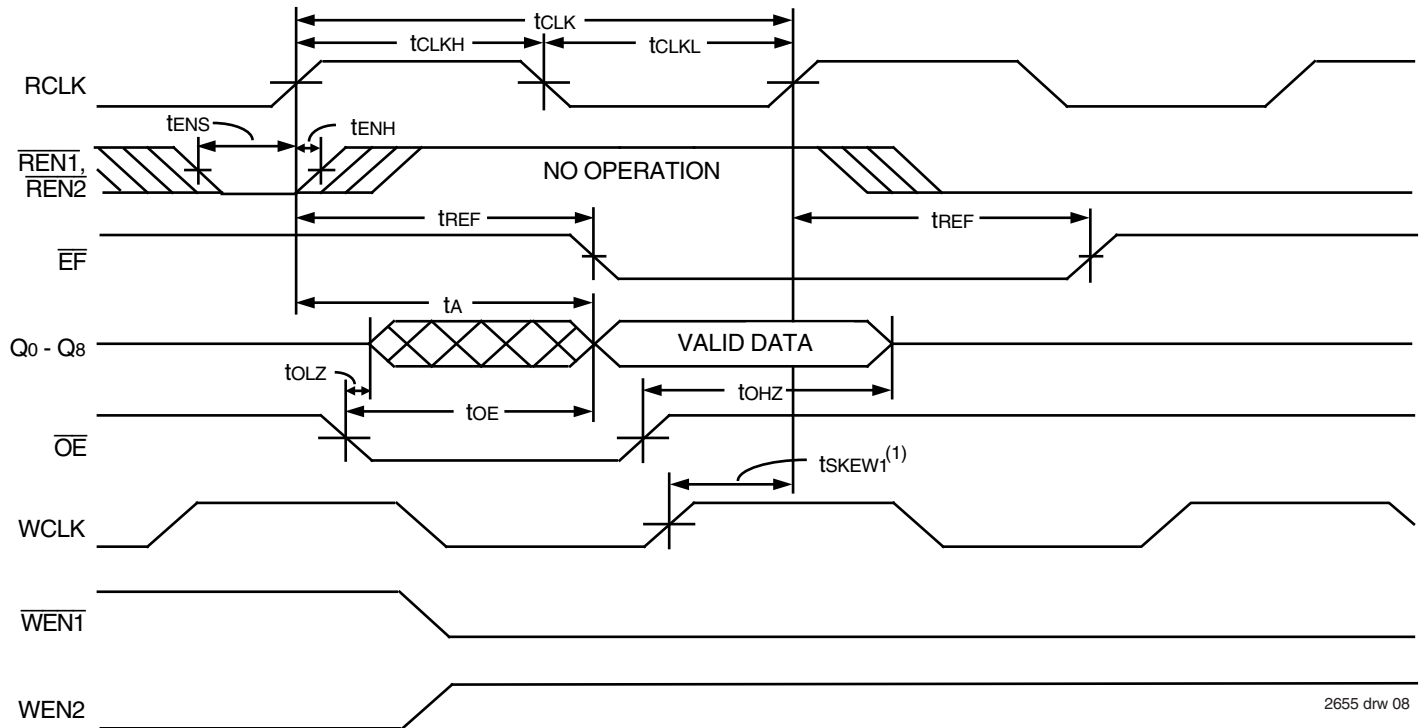 tCLK
tCLKH
tCLKL
RCLK
tENS
tENH
REN1,
REN2
NO OPERATION
tREF
tREF
EF
tA
Q0 - Q8
VALID DATA
tOLZ
tOHZ
tOE
OE
tSKEW1(1)
WCLK
WEN1
WEN2
2655 drw 08